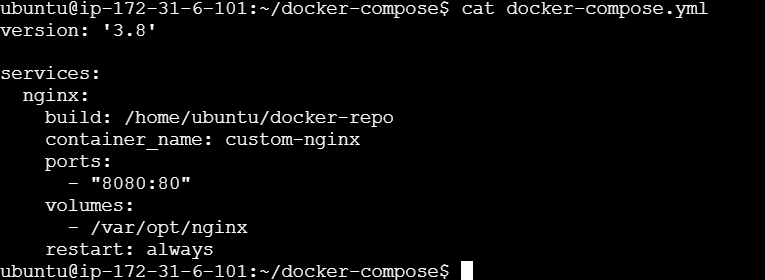 ubuntu@ip-172-31-6-101:~/docker-compose$ cat docker-compose.yml
version: '3.8'

services:
  nginx:
    build: /home/ubuntu/docker-repo
    container_name: custom-nginx
    ports:
      - "8080:80"
    volumes:
      - /var/opt/nginx
    restart: always
ubuntu@ip-172-31-6-101:~/docker-compose$